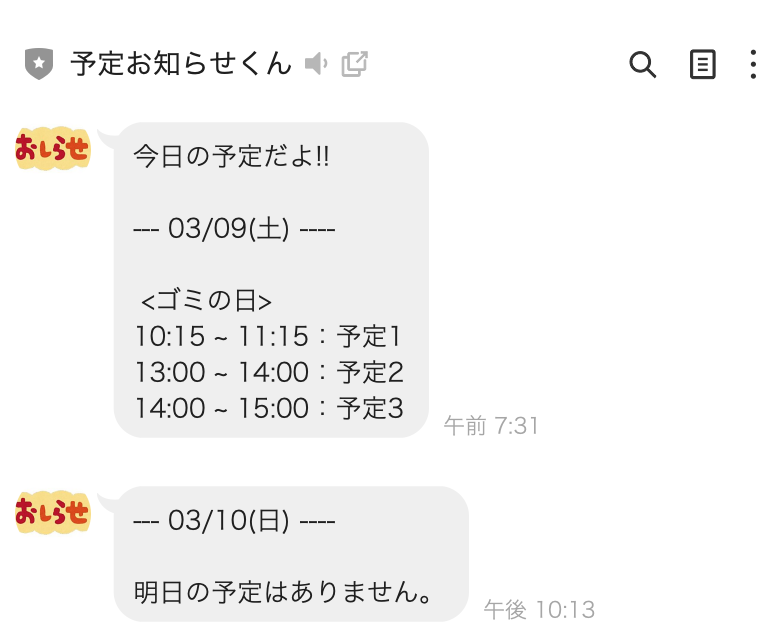 予定お知らせくん
おしらせ
今日の予定だよ!!
--- 03/09(土) ----
<ゴミの日>
10:15 ~ 11:15：予定1
13:00 ~ 14:00：予定2
14:00 ~ 15:00：予定3
午前 7:31
おしらせ
--- 03/10(日) ----
明日の予定はありません。
午後 10:13